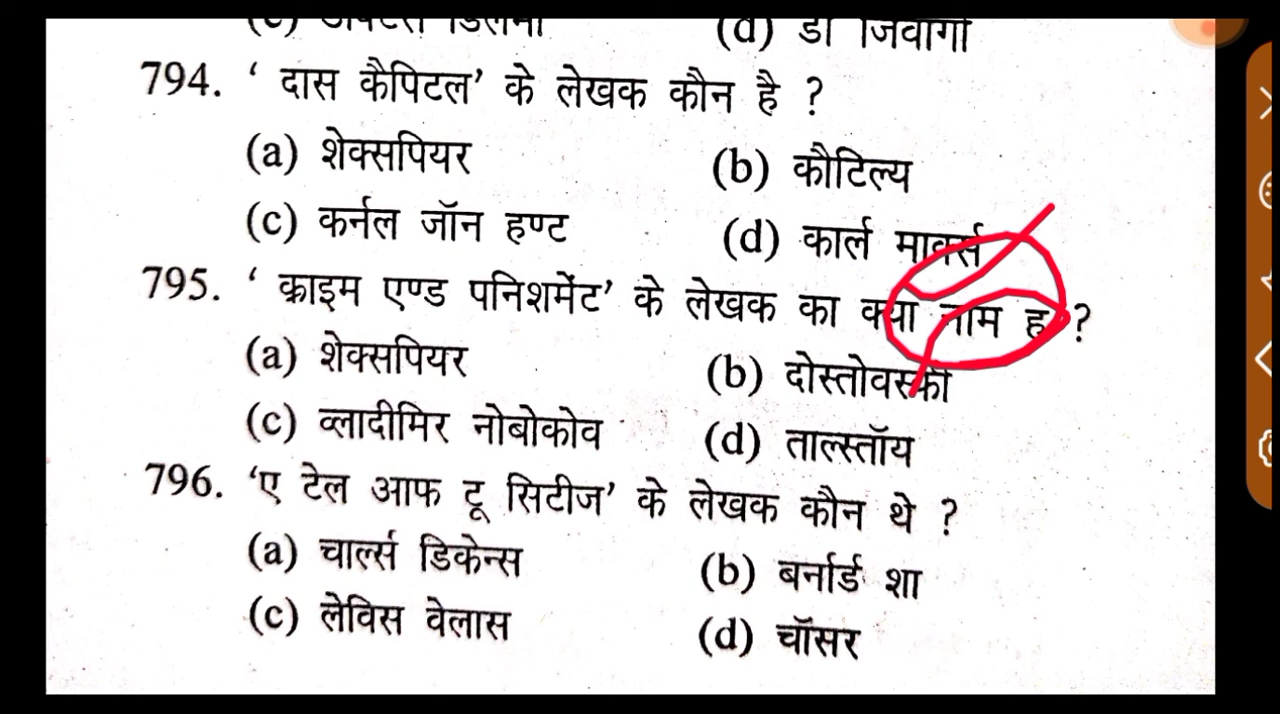 (d) डा जिवागो
794. ‘ दास कैपिटल’ के लेखक कौन है ?
(a) शेक्सपियर (b) कौटिल्य
(c) कर्नल जॉन हण्ट (d) कार्ल मार्क्स
795. ‘ क्राइम एण्ड पनिशमेंट’ के लेखक का क्या नाम ह ?
(a) शेक्सपियर (b) दोस्तोवस्की
(c) व्लादीमिर नोबोकोव (d) ताल्स्तॉय
796. ‘ए टेल आफ टू सिटीज’ के लेखक कौन थे ?
(a) चार्ल्स डिकेन्स (b) बर्नार्ड शा
(c) लेविस वेलास (d) चॉसर